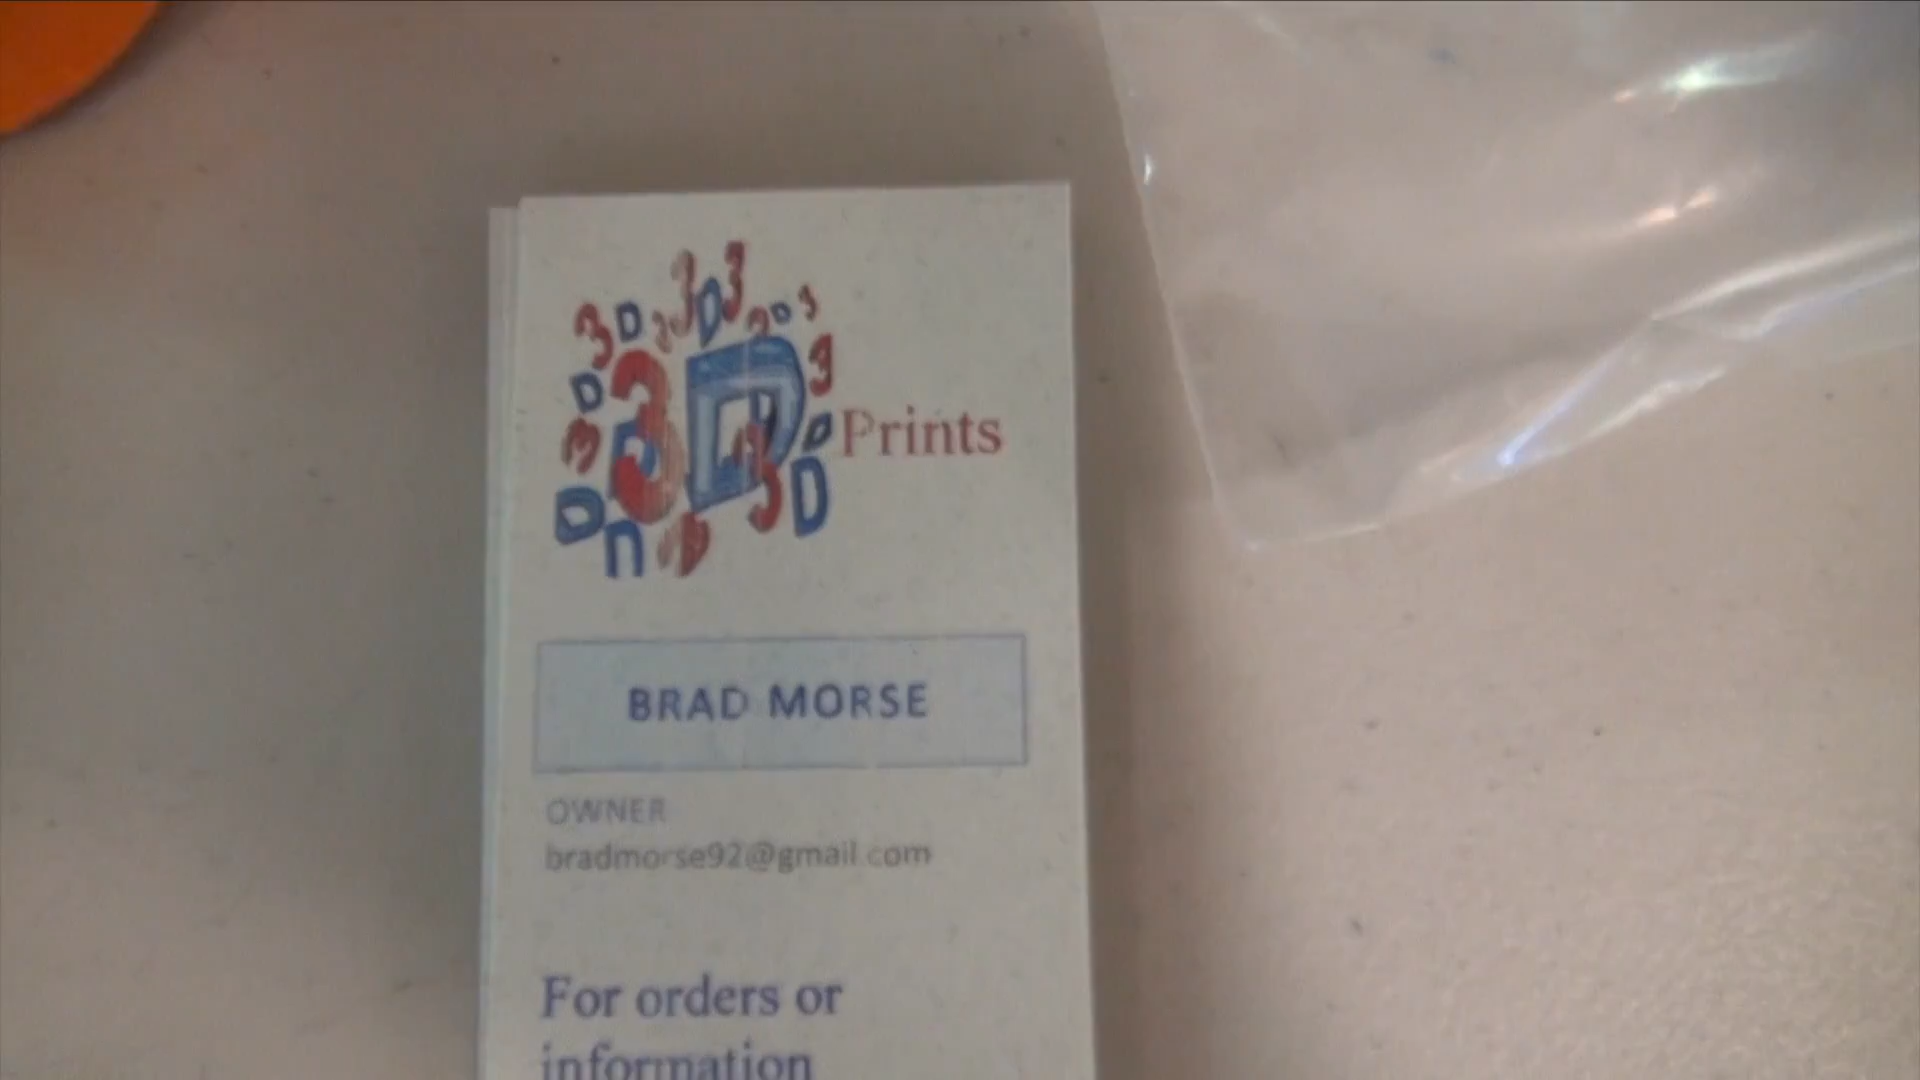 3D Prints
BRAD MORSE
OWNER
bradmorse92@gmail.com
For orders or
information